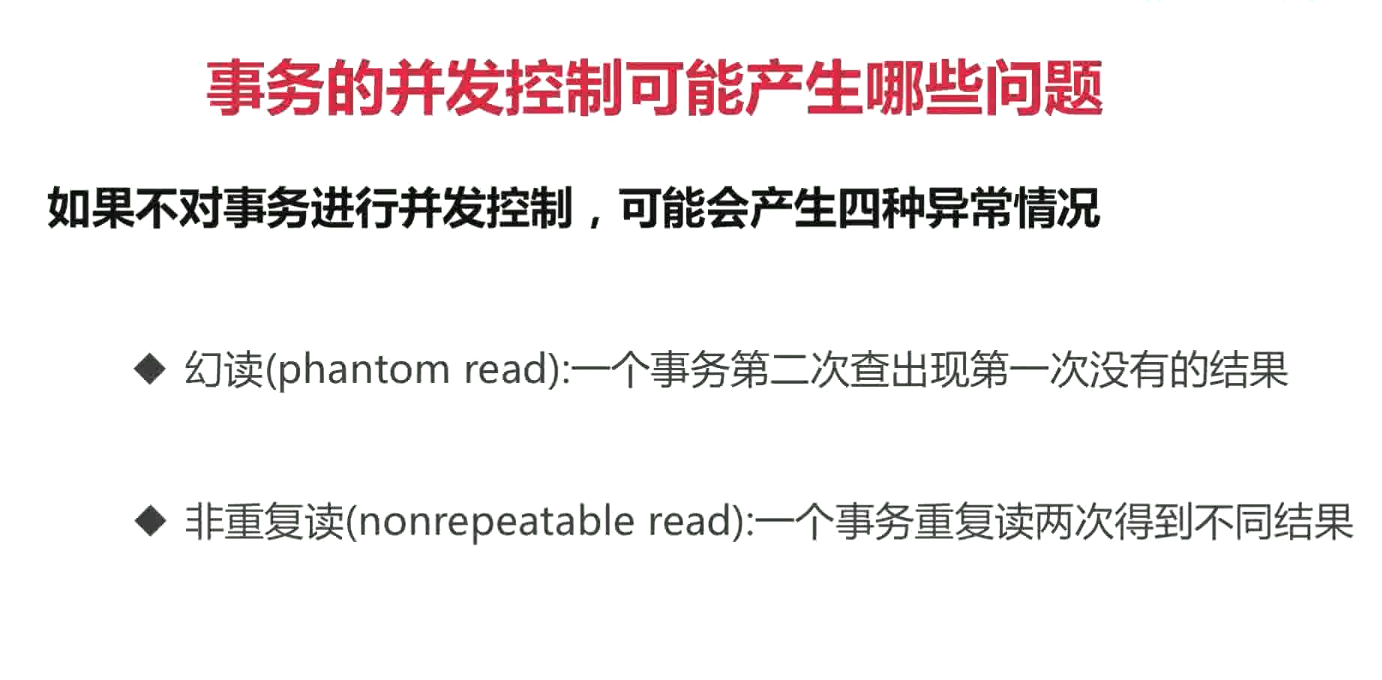 事务的并发控制可能产生哪些问题
如果不对事务进行并发控制，可能会产生四种异常情况
◆ 幻读(phantom read):一个事务第二次查出现第一次没有的结果
◆ 非重复读(nonrepeatable read):一个事务重复读两次得到不同结果